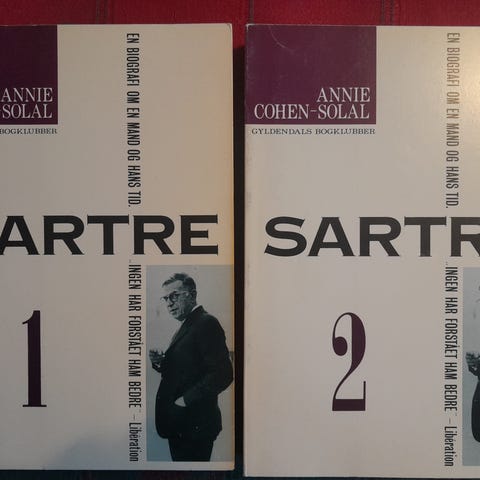 ANNIE
-SOLAL
BOGKLUBBER
EN BIOGRAFI OM EN MAND OG HANS TID.
ARTRE
1
„INGEN HAR FORSTÅET HAM BEDRE" – Libération
ANNIE
COHEN-SOLAL
GYLDENDALS BOGKLUBBER
EN BIOGRAFI OM EN MAND OG HANS TID.
SARTR
2
„INGEN HAR FORSTÅET HAM BEDRE" – Libération